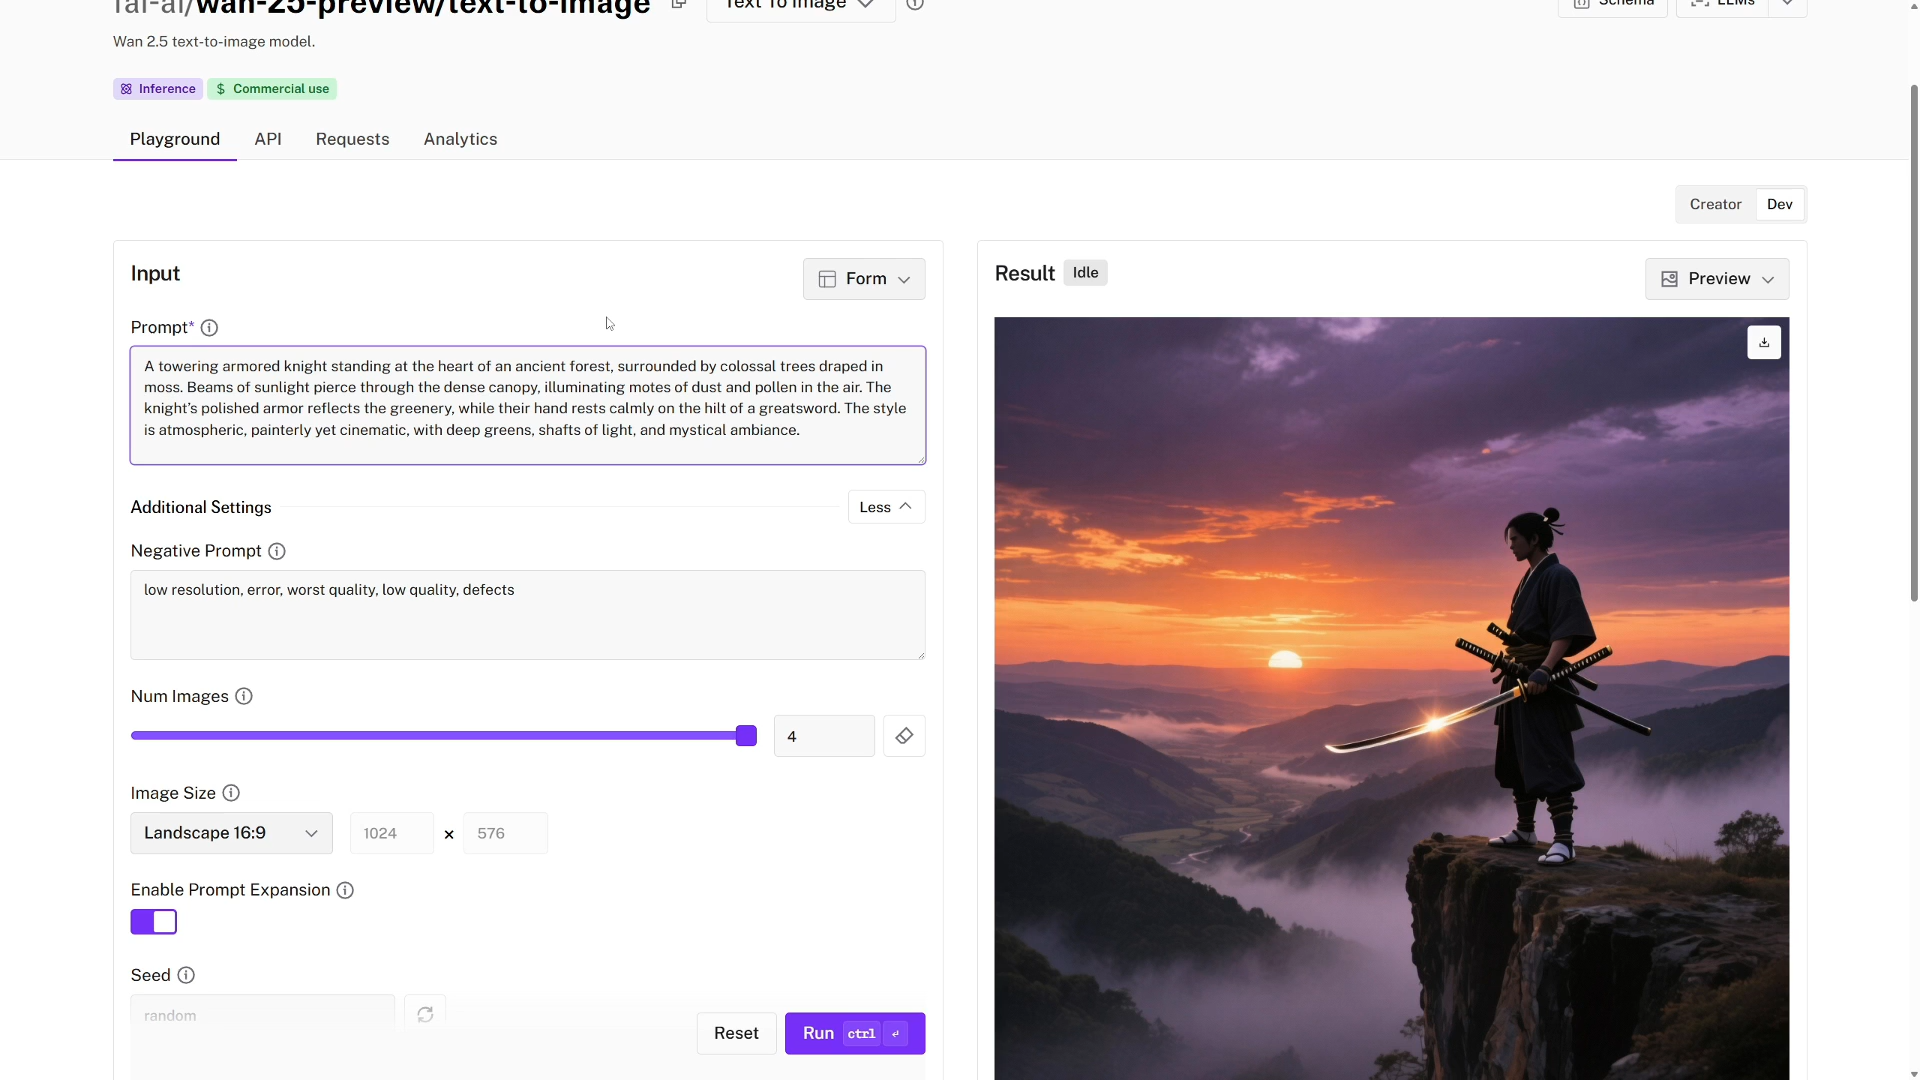 fal-ai/wan-25-preview/text-to-image
Text To Image
Schema
LLMs
Wan 2.5 text-to-image model.
Inference
$ Commercial use
Playground
API
Requests
Analytics
Creator
Dev
Input
Form
Prompt*
A towering armored knight standing at the heart of an ancient forest, surrounded by colossal trees draped in
moss. Beams of sunlight pierce through the dense canopy, illuminating motes of dust and pollen in the air. The
knight’s polished armor reflects the greenery, while their hand rests calmly on the hilt of a greatsword. The style
is atmospheric, painterly yet cinematic, with deep greens, shafts of light, and mystical ambiance.
Additional Settings
Less
Negative Prompt
low resolution, error, worst quality, low quality, defects
Num Images
4
Image Size
Landscape 16:9
1024
×
576
Enable Prompt Expansion
Seed
random
Reset
Run ctrl ↵
Result
Idle
Preview